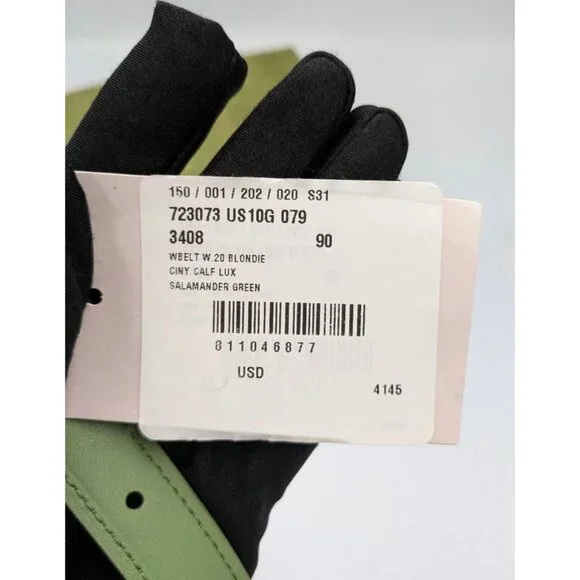 150 / 001 / 202 / 020 S31
723073 US10G 079
3408 90
WBELT W.20 BLONDIE
CINY CALF LUX
SALAMANDER GREEN
811046877
USD
4145